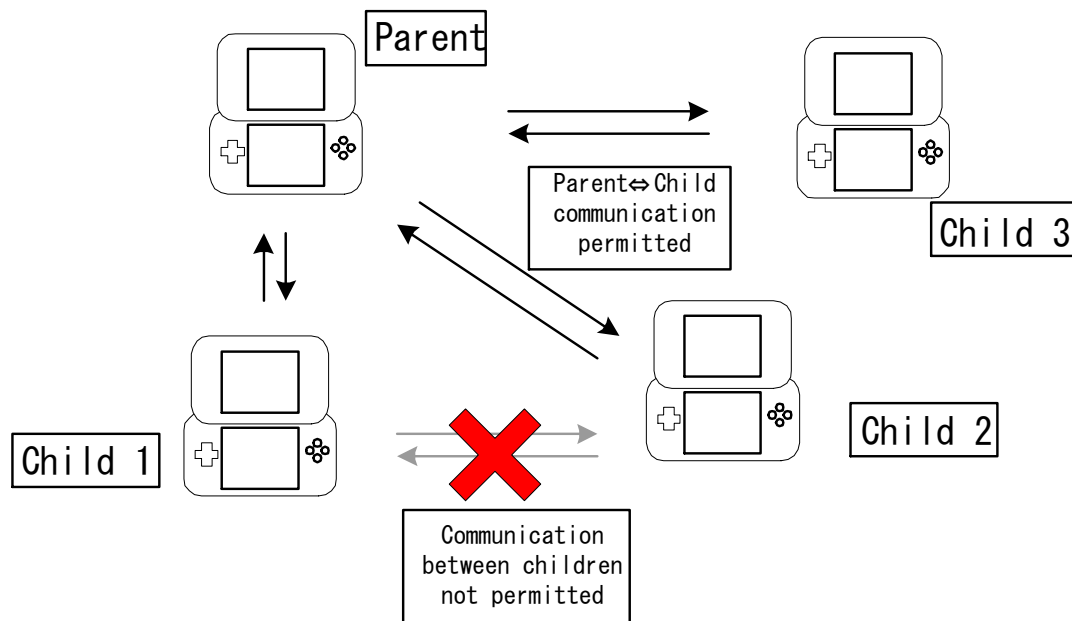 Parent
Parent⇔Child
communication
permitted
Child 3
Child 1
Child 2
Communication
between children
not permitted